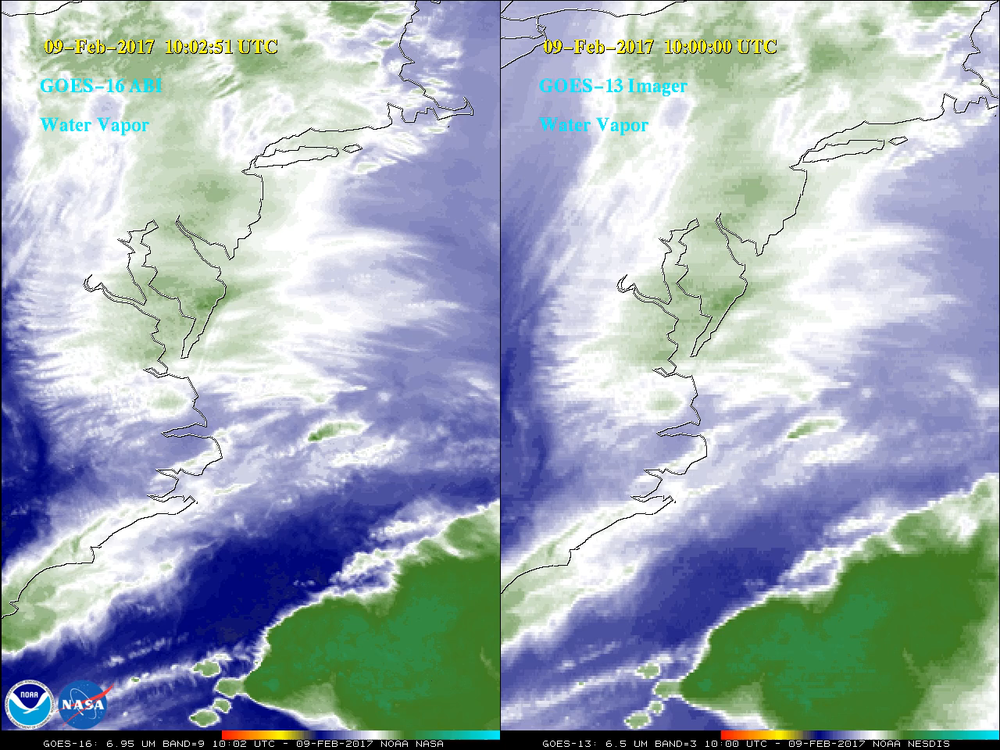 09-Feb-2017 10:02:51 UTC
GOES-16 ABI
Water Vapor
09-Feb-2017 10:00:00 UTC
GOES-13 Imager
Water Vapor
NOAA
NASA
GOES-16: 6.95 UM BAND=9 10:02 UTC - 09-FEB-2017 NOAA NASA
GOES-13: 6.5 UM BAND=3 10:00 UTC - 09-FEB-2017 NOAA NESDIS